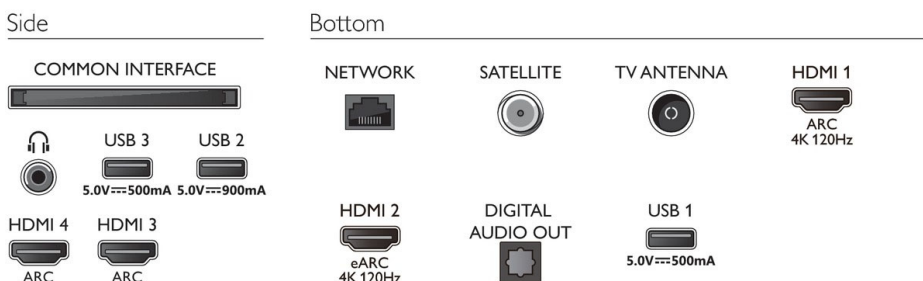 Side
Bottom
COMMON INTERFACE
USB 3
USB 2
5.0V⎓500mA 5.0V⎓900mA
HDMI 4 HDMI 3
ARC ARC
NETWORK SATELLITE TV ANTENNA HDMI 1
ARC
4K 120Hz
HDMI 2
eARC
4K 120Hz
DIGITAL
AUDIO OUT
USB 1
5.0V⎓500mA